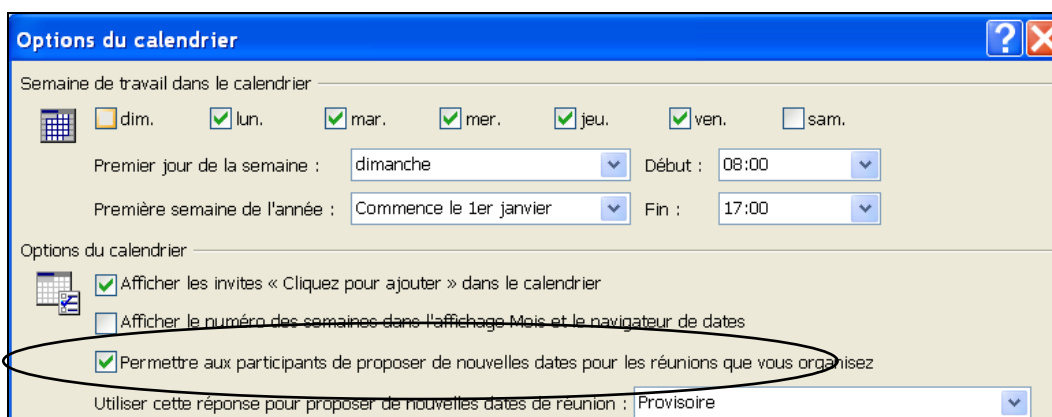 Options du calendrier
Semaine de travail dans le calendrier
dim. lun. mar. mer. jeu. ven. sam.
Premier jour de la semaine : dimanche Début : 08:00
Première semaine de l'année : Commence le 1er janvier Fin : 17:00
Options du calendrier
Afficher les invites « Cliquez pour ajouter » dans le calendrier
Afficher le numéro des semaines dans l'affichage Mois et le navigateur de dates
Permettre aux participants de proposer de nouvelles dates pour les réunions que vous organisez
Utiliser cette réponse pour proposer de nouvelles dates de réunion : Provisoire